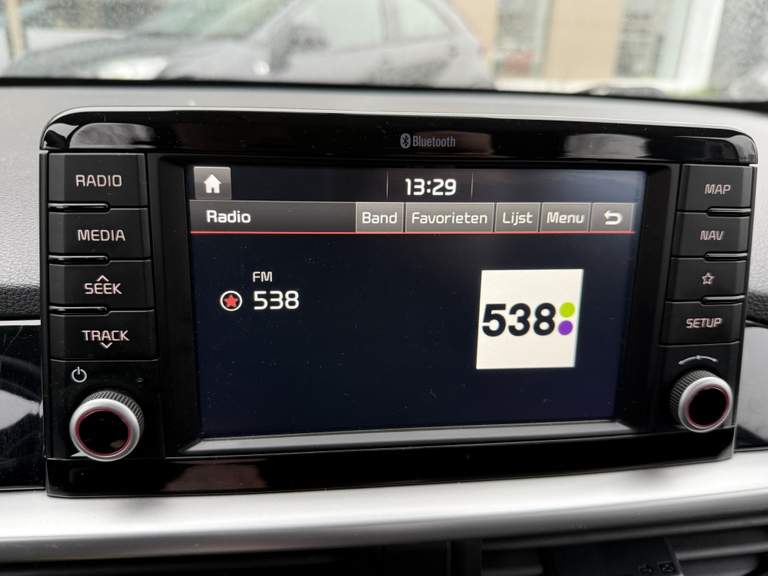 Bluetooth
RADIO
MEDIA
SEEK
TRACK
13:29
Radio Band Favorieten Lijst Menu
FM
538
538
MAP
NAV
SETUP